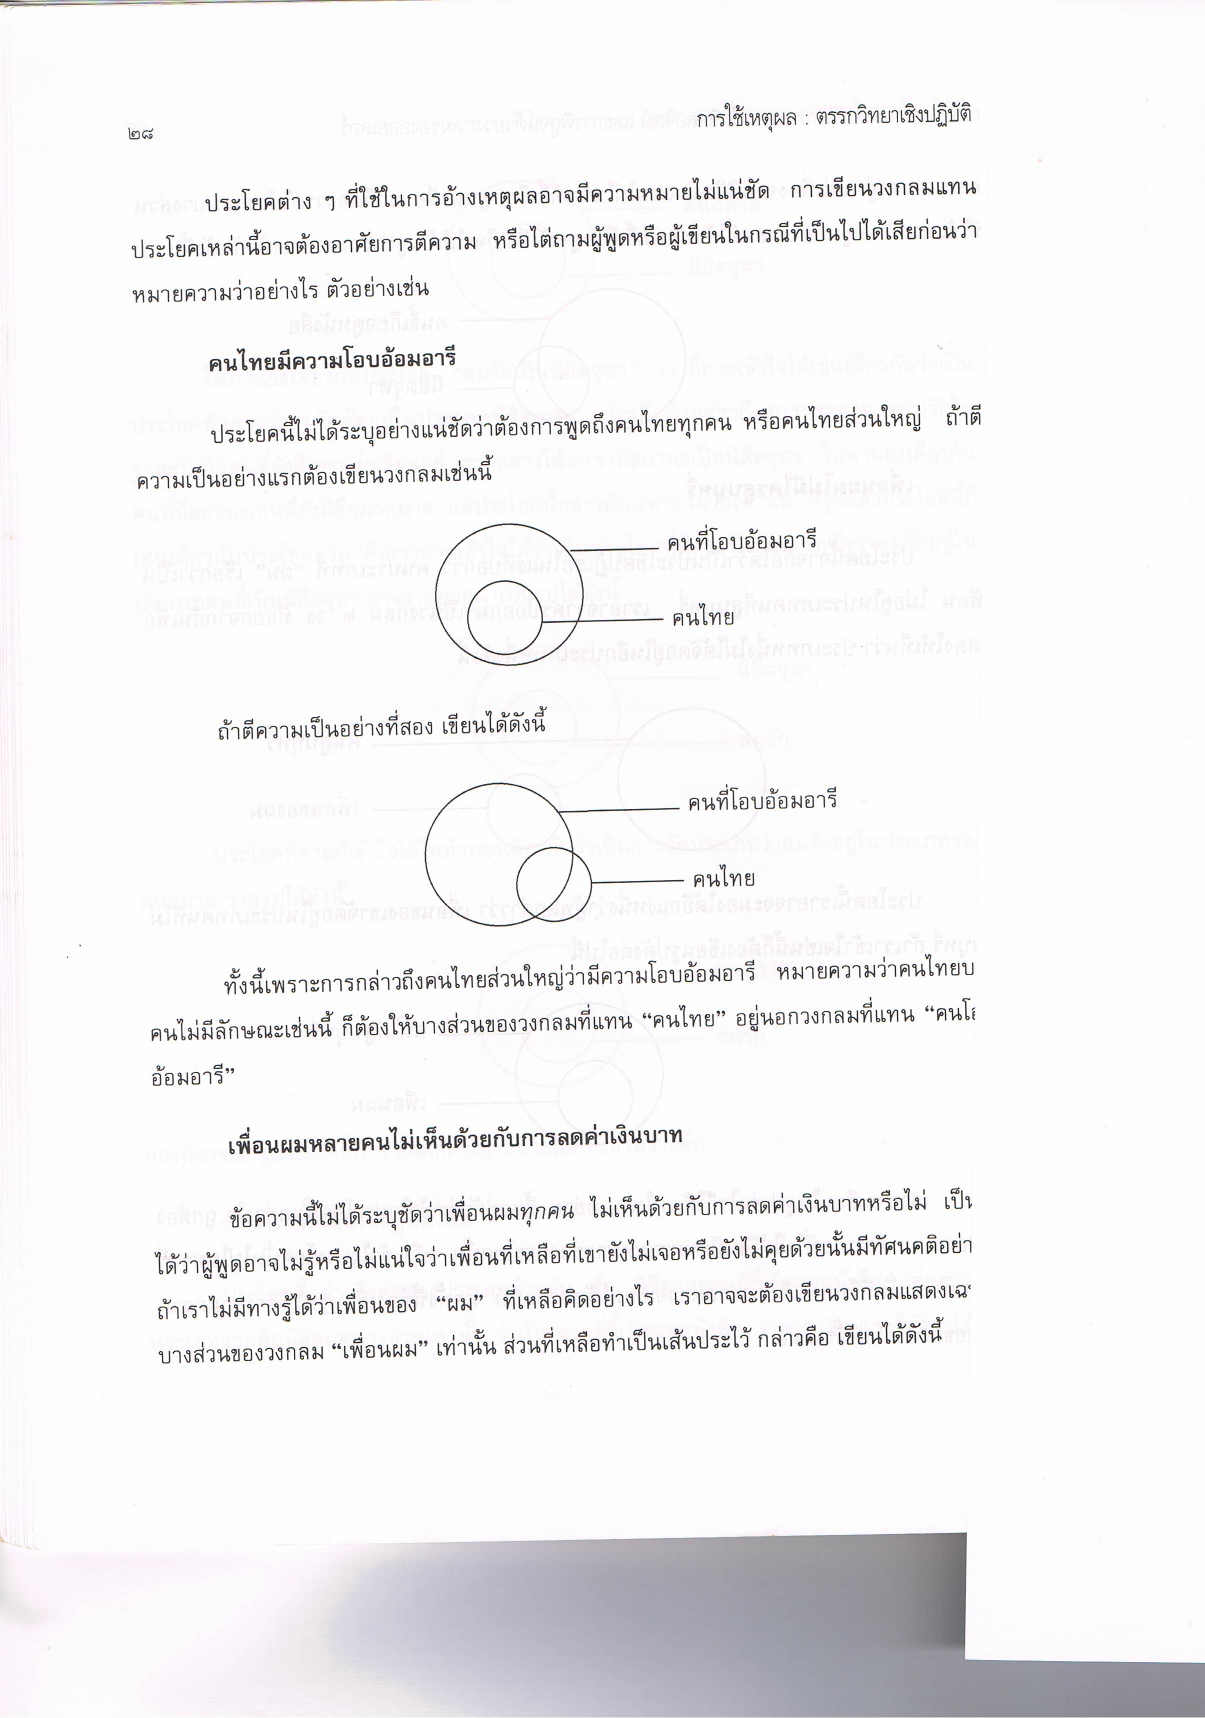 ๒๘
การใช้เหตุผล : ตรรกวิทยาเชิงปฏิบัติ
ประโยคต่าง ๆ ที่ใช้ในการอ้างเหตุผลอาจมีความหมายไม่แน่ชัด การเขียนวงกลมแทน
ประโยคเหล่านี้อาจต้องอาศัยการตีความ หรือไต่ถามผู้พูดหรือผู้เขียนในกรณีที่เป็นไปได้เสียก่อนว่า
หมายความว่าอย่างไร ตัวอย่างเช่น
คนไทยมีความโอบอ้อมอารี
ประโยคนี้ไม่ได้ระบุอย่างแน่ชัดว่าต้องการพูดถึงคนไทยทุกคน หรือคนไทยส่วนใหญ่ ถ้าตี
ความเป็นอย่างแรกต้องเขียนวงกลมเช่นนี้
คนที่โอบอ้อมอารี
คนไทย
ถ้าตีความเป็นอย่างที่สอง เขียนได้ดังนี้
คนที่โอบอ้อมอารี
คนไทย
ทั้งนี้เพราะการกล่าวถึงคนไทยส่วนใหญ่ว่ามีความโอบอ้อมอารี หมายความว่าคนไทยบ
คนไม่มีลักษณะเช่นนี้ ก็ต้องให้บางส่วนของวงกลมที่แทน “คนไทย” อยู่นอกวงกลมที่แทน “คนโ
อ้อมอารี”
เพื่อนผมหลายคนไม่เห็นด้วยกับการลดค่าเงินบาท
ข้อความนี้ไม่ได้ระบุชัดว่าเพื่อนผมทุกคน ไม่เห็นด้วยกับการลดค่าเงินบาทหรือไม่ เป็น
ได้ว่าผู้พูดอาจไม่รู้หรือไม่แน่ใจว่าเพื่อนที่เหลือที่เขายังไม่เจอหรือยังไม่คุยด้วยนั้นมีทัศนคติอย่า
ถ้าเราไม่มีทางรู้ได้ว่าเพื่อนของ “ผม” ที่เหลือคิดอย่างไร เราอาจจะต้องเขียนวงกลมแสดงเฉ
บางส่วนของวงกลม “เพื่อนผม” เท่านั้น ส่วนที่เหลือทำเป็นเส้นประไว้ กล่าวคือ เขียนได้ดังนี้